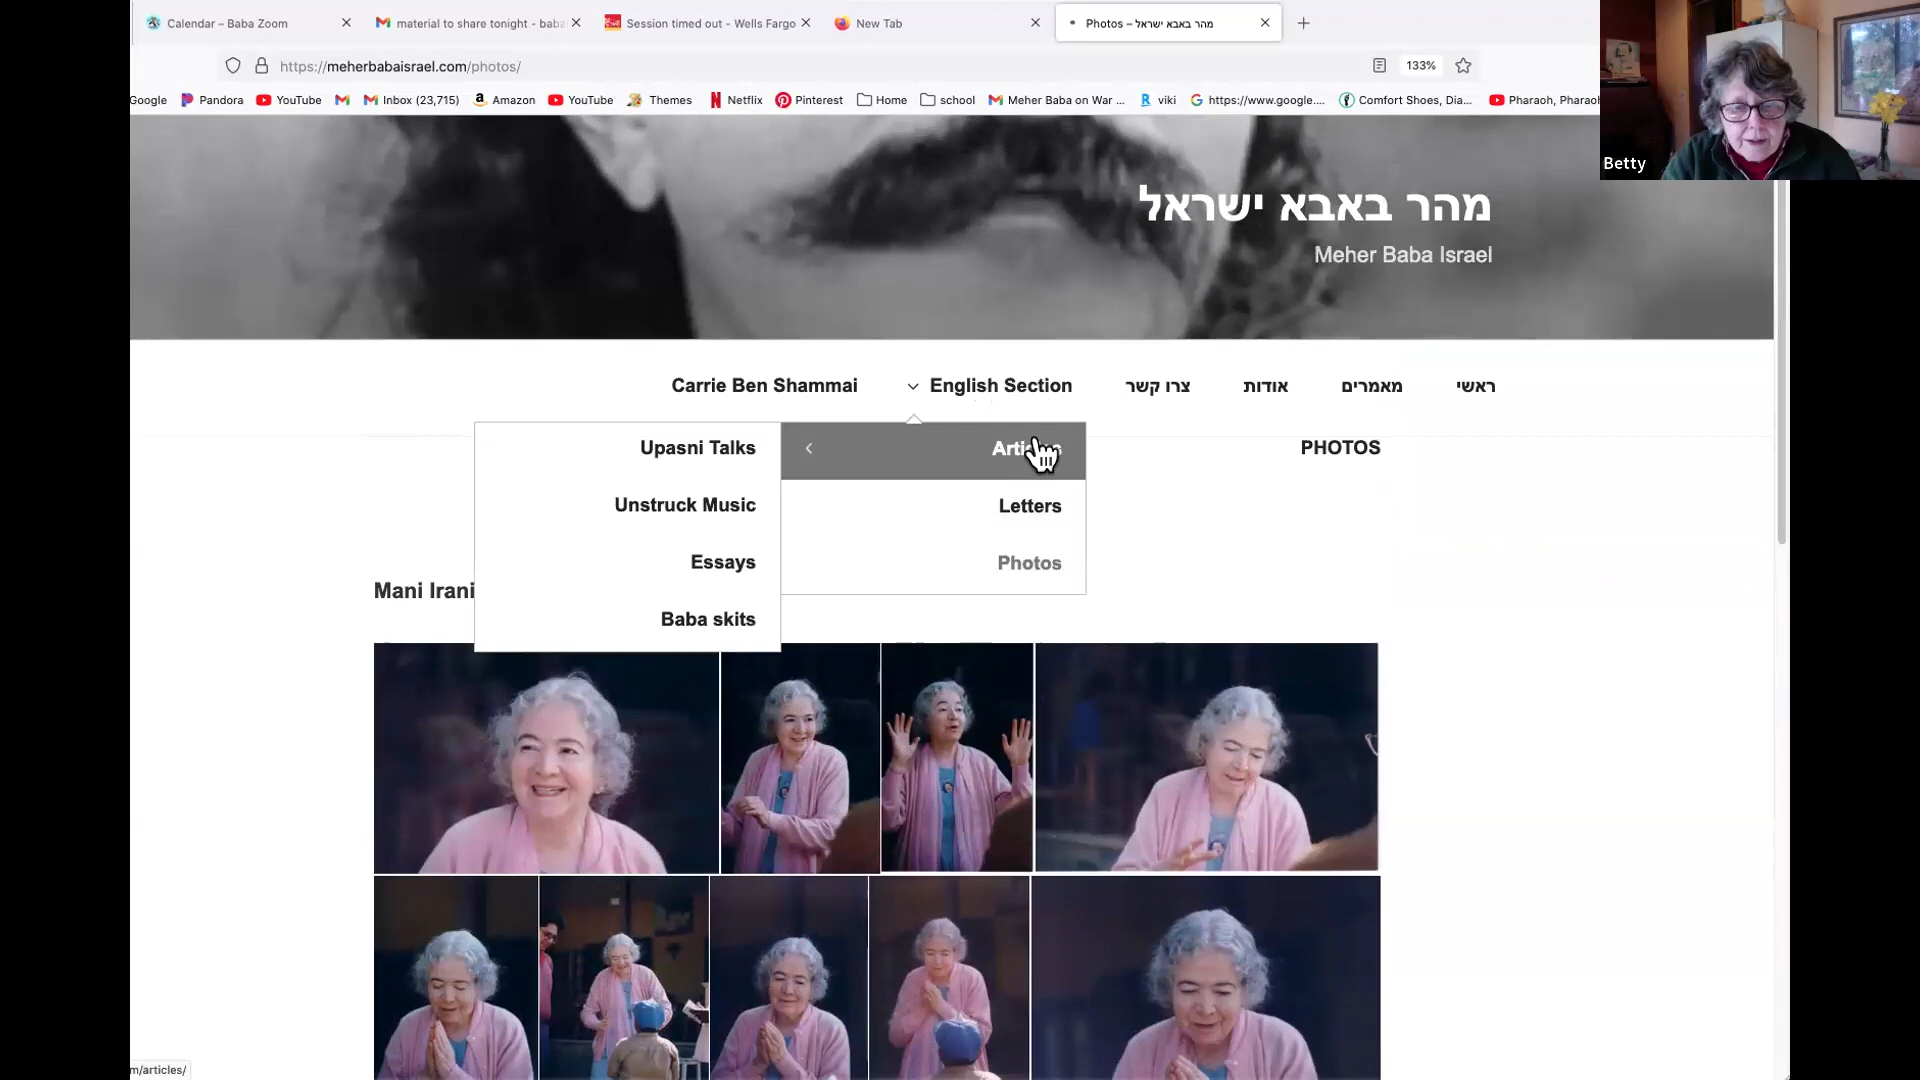 Calendar – Baba Zoom
material to share tonight - baba
Session timed out - Wells Fargo
New Tab
Photos – מהר באבא ישראל
https://meherbabaisrael.com/photos/
133%
Google
Pandora
YouTube
Inbox (23,715)
Amazon
YouTube
Themes
Netflix
Pinterest
Home
school
Meher Baba on War ...
viki
https://www.google....
Comfort Shoes, Dia...
Pharaoh, Pharaoh
Betty
מהר באבא ישראל
Meher Baba Israel
Carrie Ben Shammai
English Section
צרו קשר
אודות
מאמרים
ראשי
Upasni Talks
PHOTOS
Unstruck Music
Letters
Essays
Photos
Mani Irani
Baba skits
m/articles/